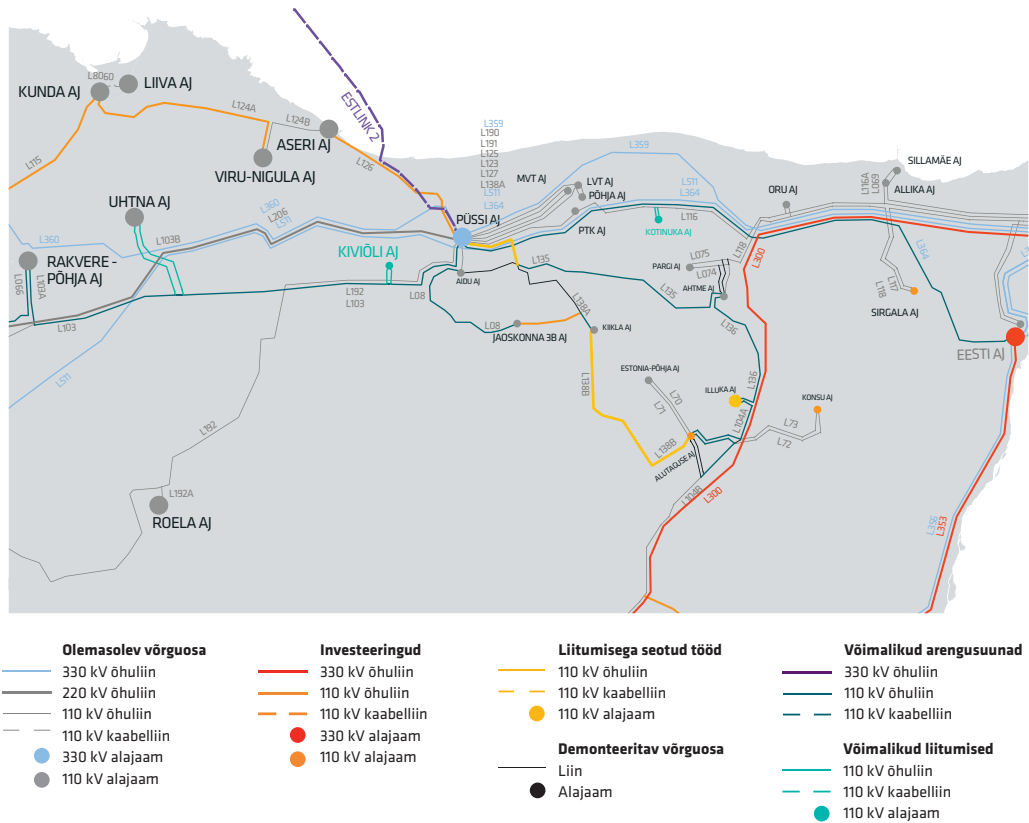 L8060
KUNDA AJ
LIIVA AJ
L124A
L124B
ASERI AJ
L115
VIRU-NIGULA AJ
L126
ESTLINK 2
L359
L190
L191
L125
L123
L127
L138A
L511
L364
L359
MVT AJ
LVT AJ
PÕHJA AJ
L511
L364
ORU AJ
L116A
L069
SILLAMÄE AJ
ALLIKA AJ
UHTNA AJ
L360
L206
L511
PÜSSI AJ
PTK AJ
KOTINUKA AJ
L116
L360
L103B
KIVIÕLI AJ
L118
L300
L364
RAKVERE -
PÕHJA AJ
L066
L103A
AIDU AJ
L135
PARGI AJ
L075
L074
AHTME AJ
L118
L117
SIRGALA AJ
L103
L192
L103
L08
L138A
L135
L136
EESTI AJ
L08
JAOSKONNA 3B AJ
KIIKLA AJ
L511
L138B
ESTONIA-PÕHJA AJ
L70
L71
ILLUKA AJ
L136
KONSU AJ
L104A
L73
L72
L192
L138B
ALUTAGUSE AJ
L192A
ROELA AJ
L104B
L300
L356
L353
Olemasolev võrguosa
330 kV õhuliin
220 kV õhuliin
110 kV õhuliin
110 kV kaabelliin
330 kV alajaam
110 kV alajaam
Investeeringud
330 kV õhuliin
110 kV õhuliin
110 kV kaabelliin
330 kV alajaam
110 kV alajaam
Liitumisega seotud tööd
110 kV õhuliin
110 kV kaabelliin
110 kV alajaam
Demonteeritav võrguosa
Liin
Alajaam
Võimalikud arengusuunad
330 kV õhuliin
110 kV õhuliin
110 kV kaabelliin
Võimalikud liitumised
110 kV õhuliin
110 kV kaabelliin
110 kV alajaam